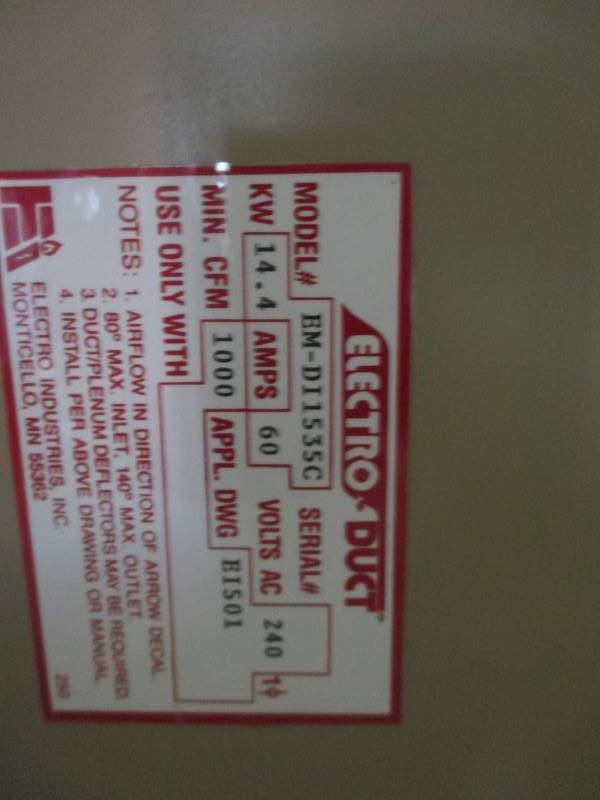 ELECTRO DUCT®
MODEL# EM-DI1535C SERIAL#
KW 14.4 AMPS 60 VOLTS AC 240 1ϕ
MIN. CFM 1000 APPL. DWG EI501
USE ONLY WITH
NOTES: 1. AIRFLOW IN DIRECTION OF ARROW DECAL.
2. 80° MAX. INLET, 140° MAX. OUTLET.
3. DUCT/PLENUM DEFLECTORS MAY BE REQUIRED.
4. INSTALL PER ABOVE DRAWING OR MANUAL.
ELECTRO INDUSTRIES, INC.
MONTICELLO, MN 55362
250